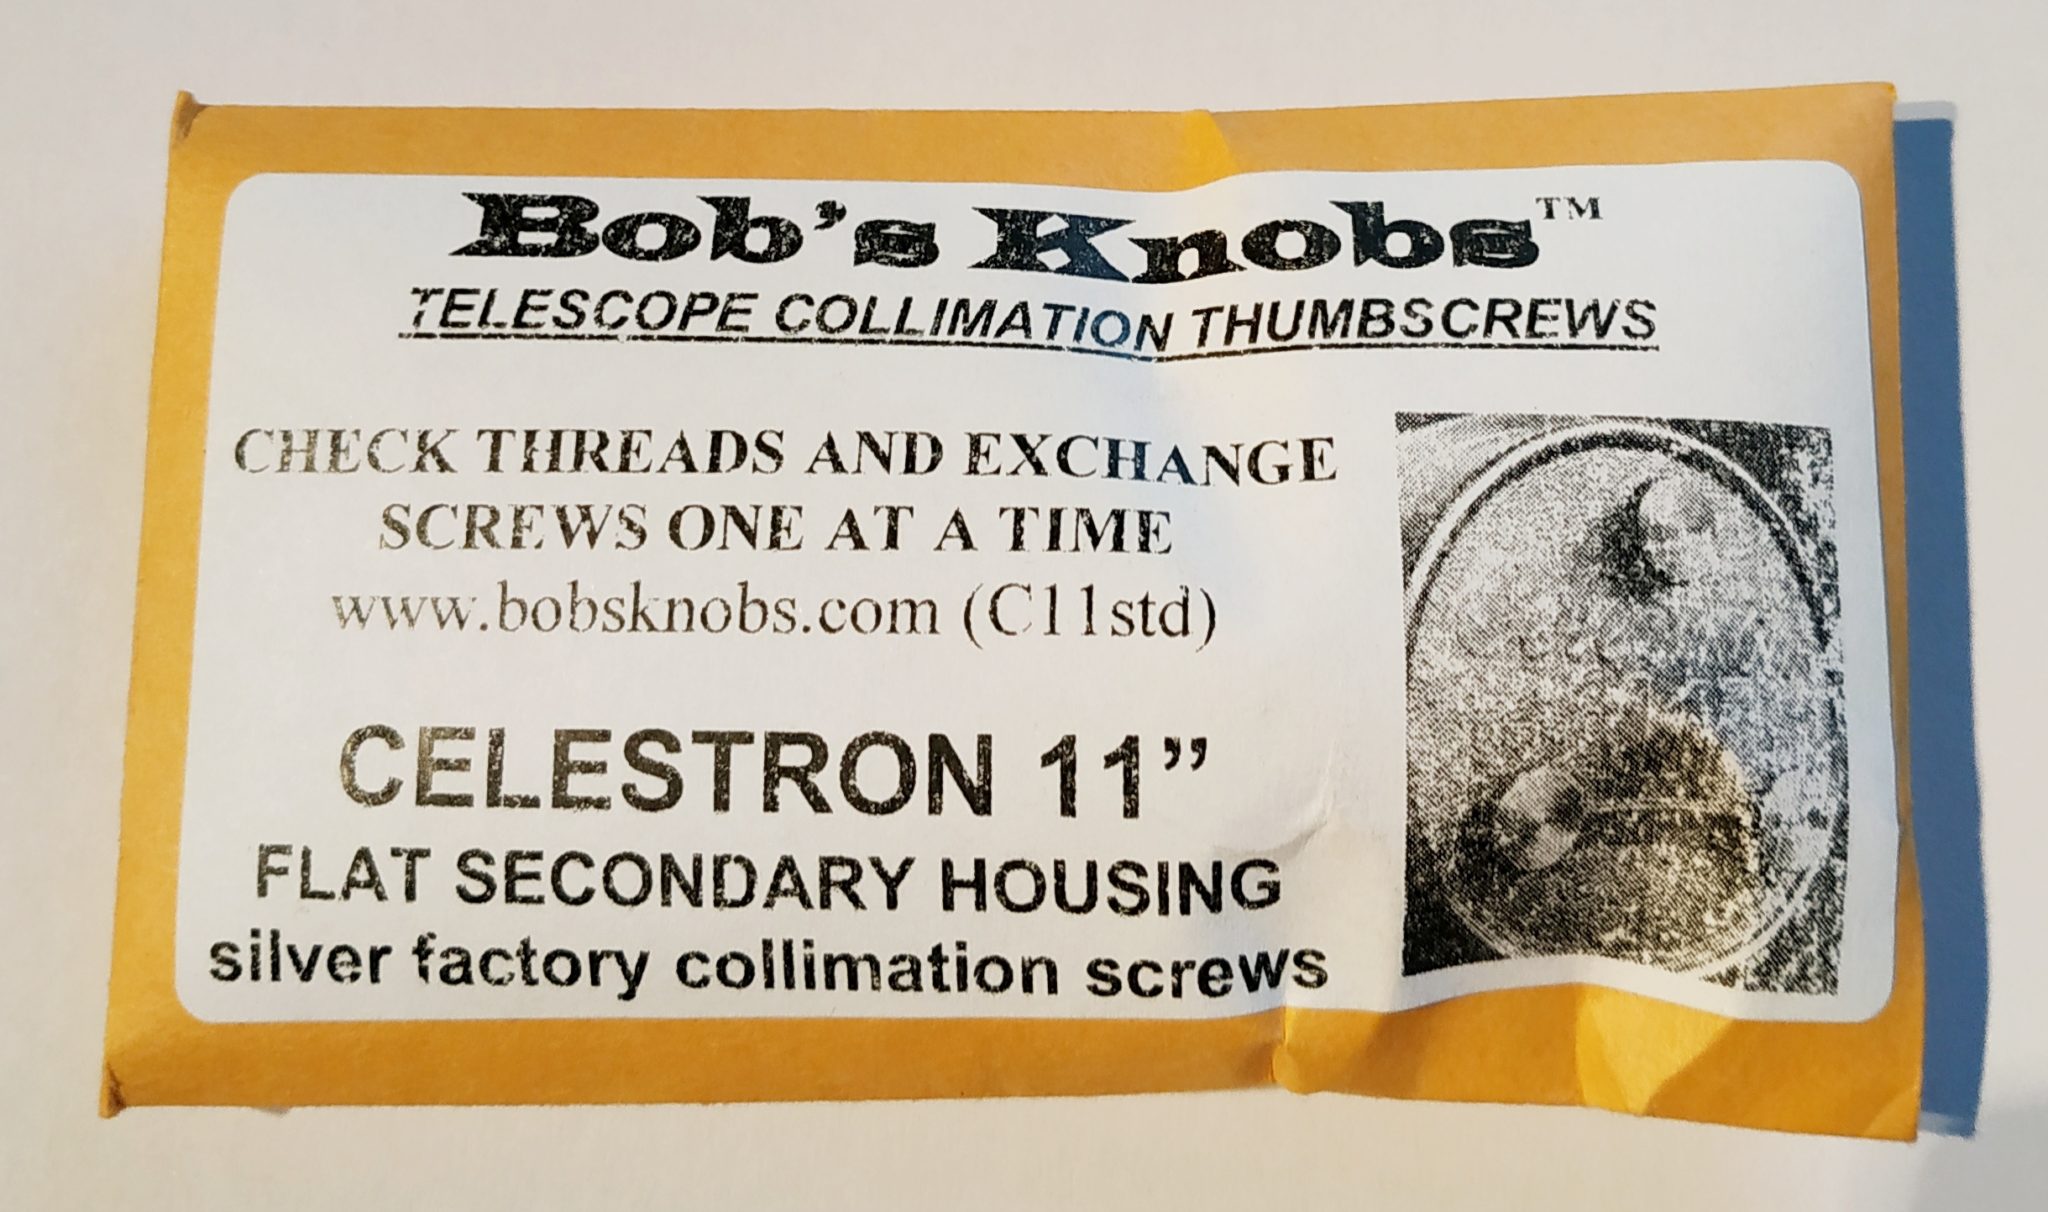 Bob's Knobs™
TELESCOPE COLLIMATION THUMBSCREWS
CHECK THREADS AND EXCHANGE
SCREWS ONE AT A TIME
www.bobsknobs.com (C11std)
CELESTRON 11”
FLAT SECONDARY HOUSING
silver factory collimation screws